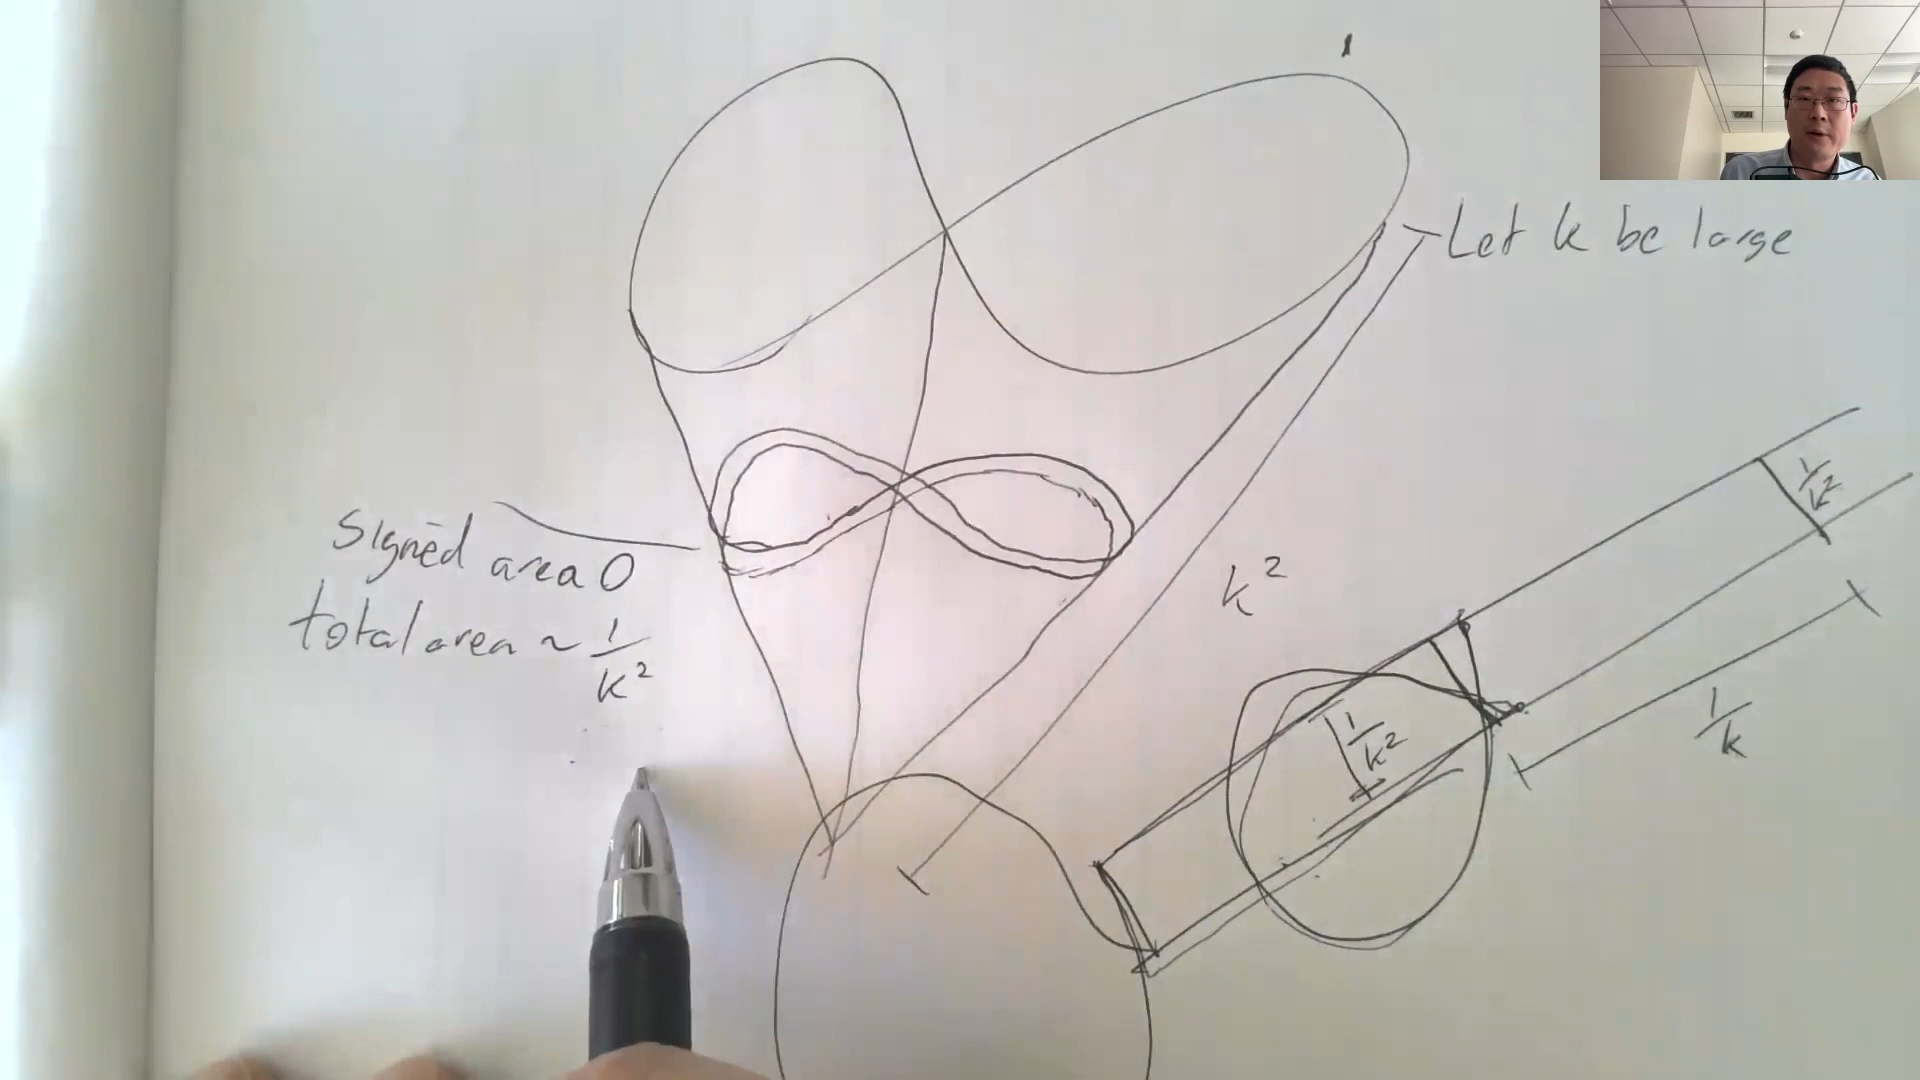 Let k be large
Signed area 0
total area ~ 1/k²
k²
1/k²
1/k²
1/k